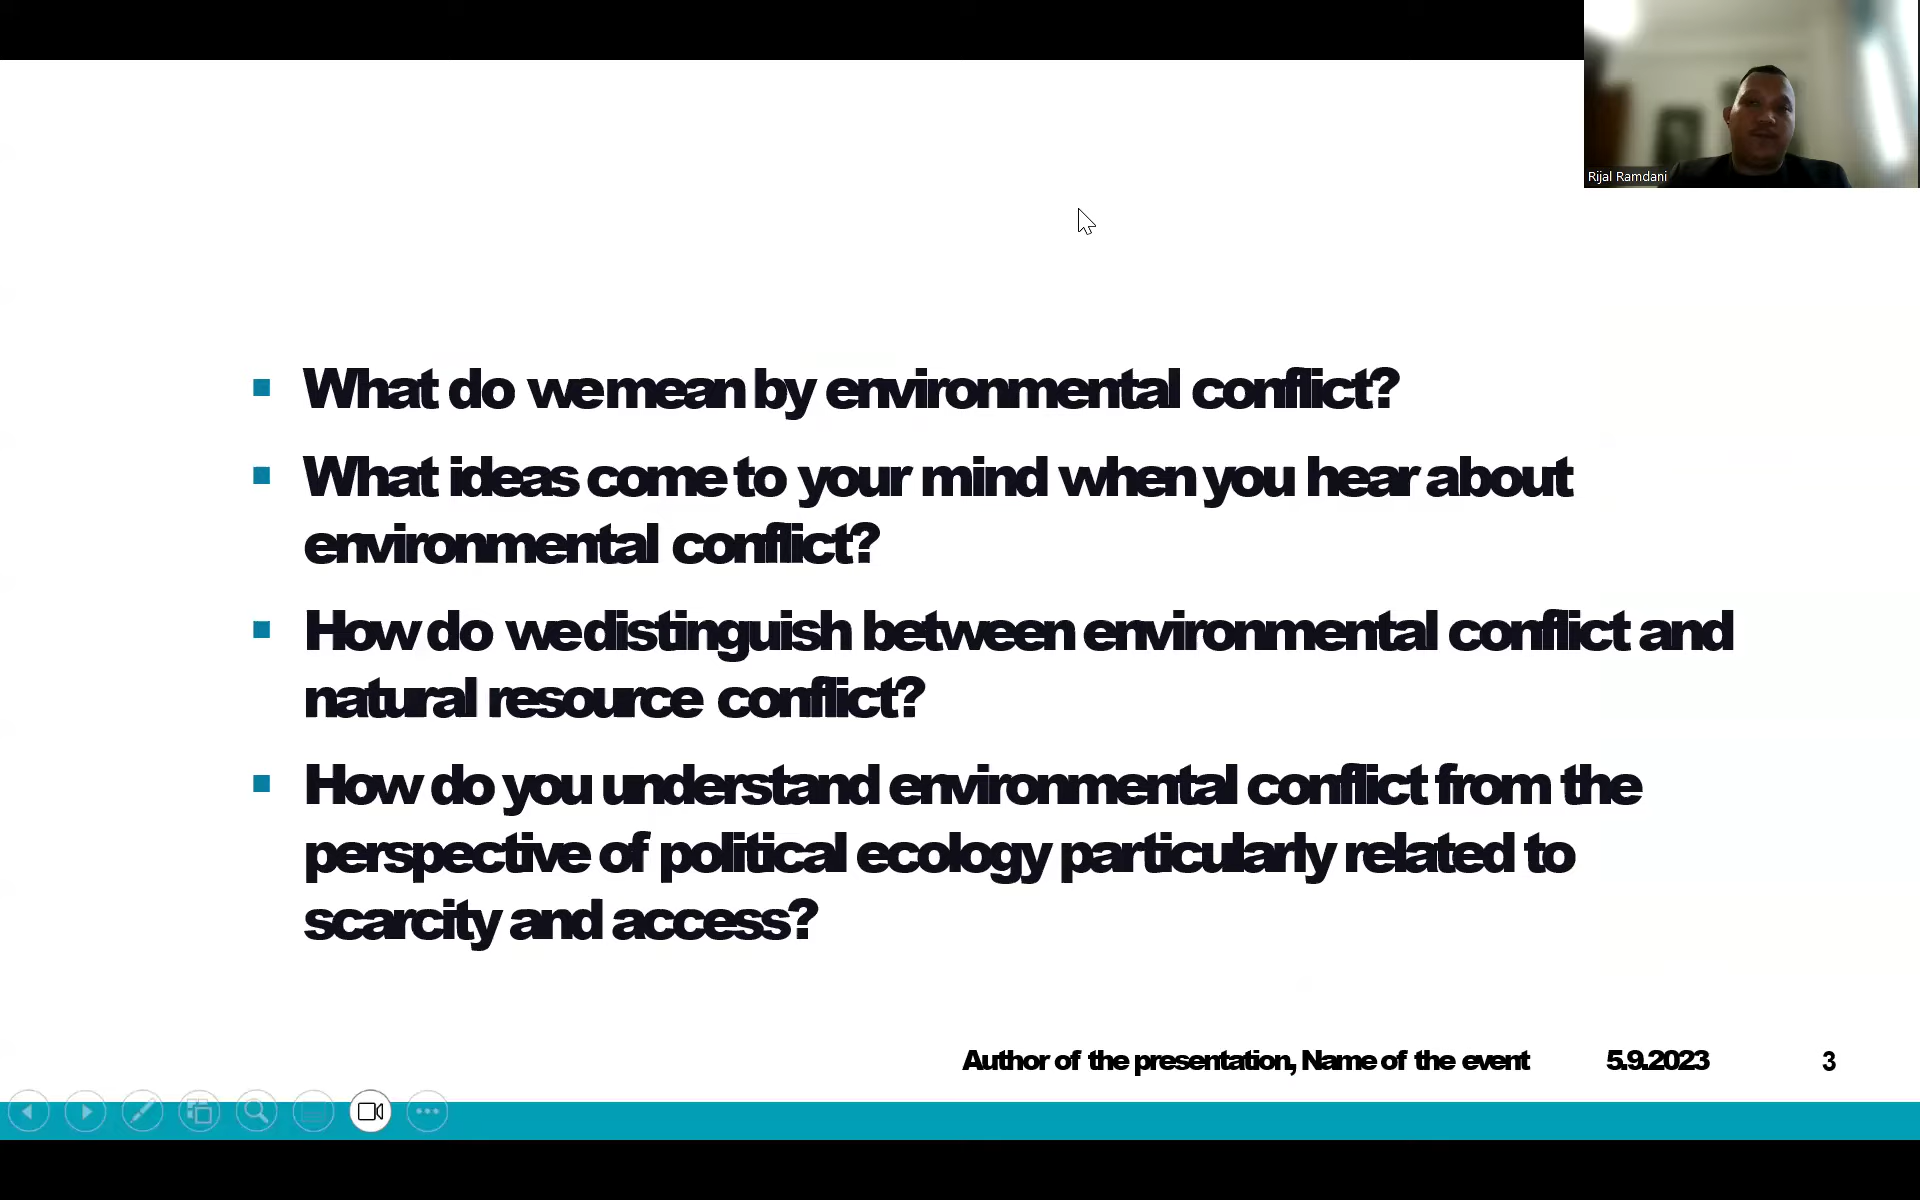 Rijal Ramdani
What do we mean by environmental conflict?
What ideas come to your mind when you hear about
environmental conflict?
How do we distinguish between environmental conflict and
natural resource conflict?
How do you understand environmental conflict from the
perspective of political ecology particularly related to
scarcity and access?
Author of the presentation, Name of the event 5.9.2023 3